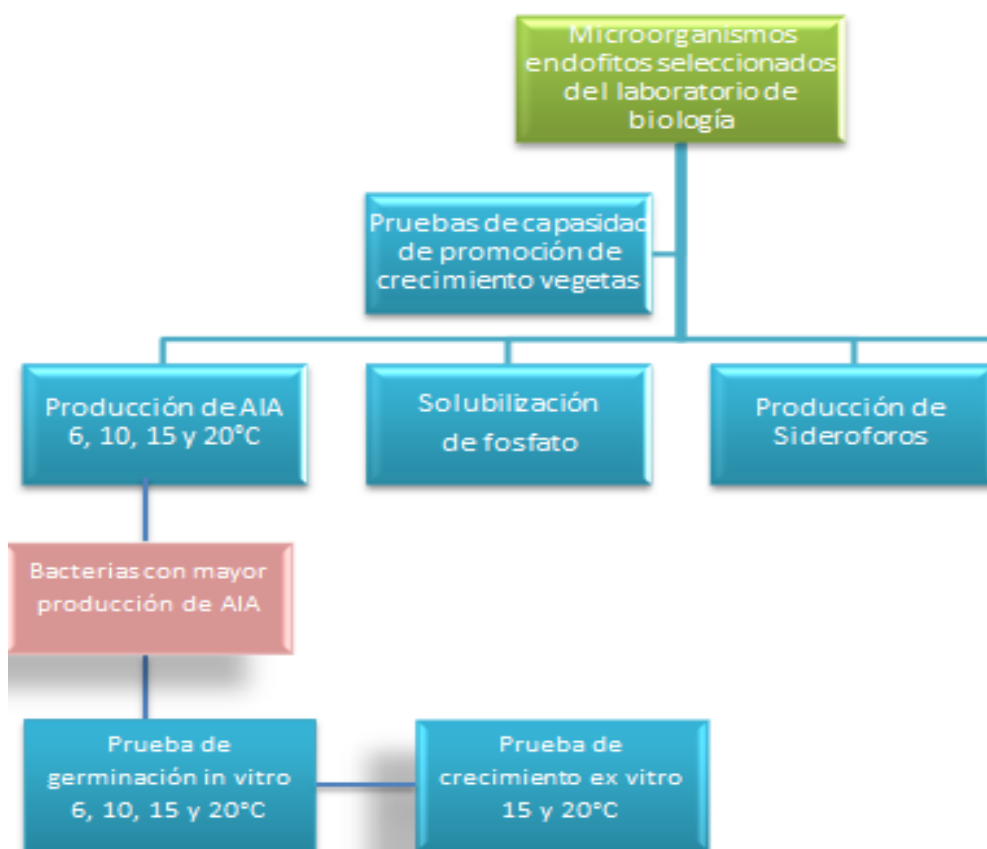 Microorganismos
endofitos seleccionados
del laboratorio de
biología
Pruebas de capasidad
de promoción de
crecimiento vegetas
Producción de AIA
6, 10, 15 y 20°C
Solubilización
de fosfato
Producción de
Sideroforos
Bacterias con mayor
producción de AIA
Prueba de
germinación in vitro
6, 10, 15 y 20°C
Prueba de
crecimiento ex vitro
15 y 20°C